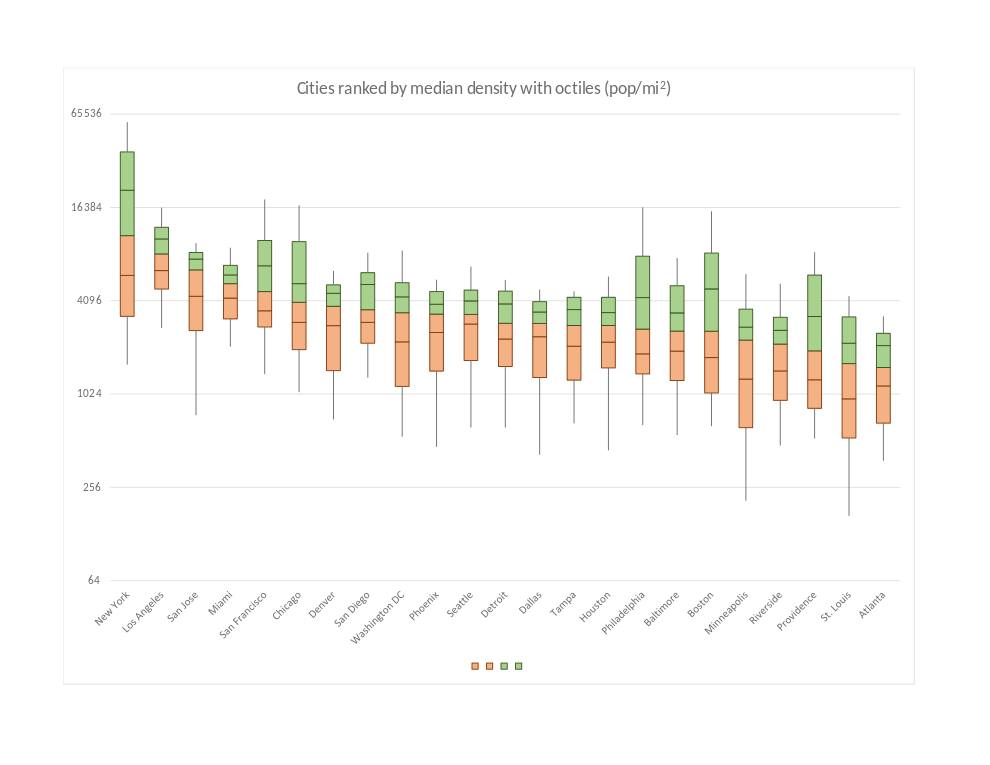 Cities ranked by median density with octiles (pop/mi²)
65536
16384
4096
1024
256
64
New York
Los Angeles
San Jose
Miami
San Francisco
Chicago
Denver
San Diego
Washington DC
Phoenix
Seattle
Detroit
Dallas
Tampa
Houston
Philadelphia
Baltimore
Boston
Minneapolis
Riverside
Providence
St. Louis
Atlanta